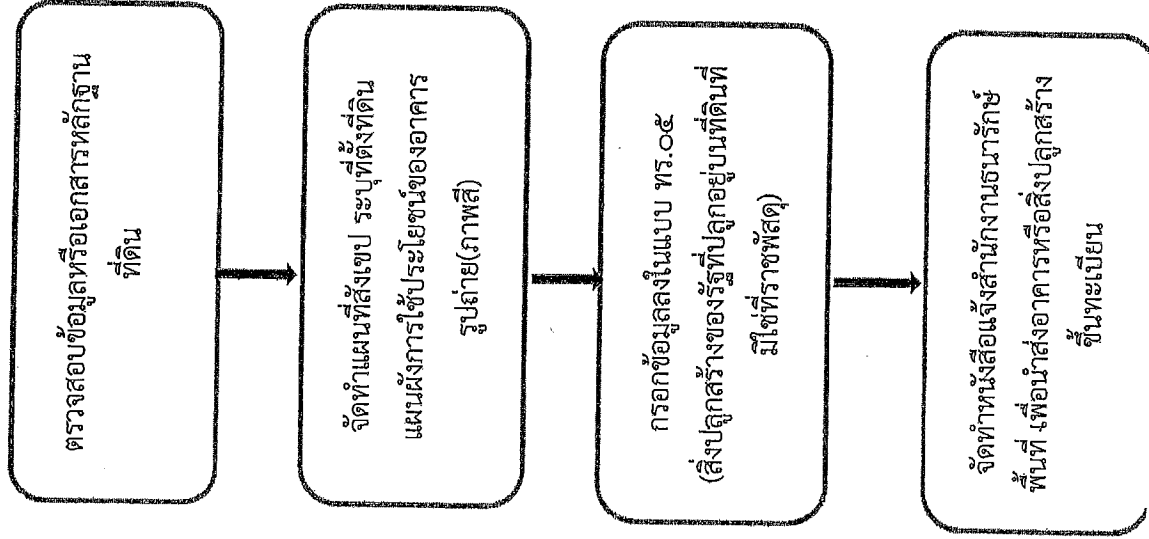 ตรวจสอบข้อมูลหรือเอกสารหลักฐาน
ที่ดิน
จัดทำแผนที่สังเขป ระบุที่ตั้งที่ดิน
แผนผังการใช้ประโยชน์ของอาคาร
รูปถ่าย(ภาพสี)
กรอกข้อมูลลงในแบบ ทร.๐๕
(สิ่งปลูกสร้างของรัฐที่ปลูกอยู่บนที่ดินที่
มิใช่ที่ราชพัสดุ)
จัดทำหนังสือแจ้งสำนักงานธนารักษ์
พื้นที่ เพื่อนำส่งอาคารหรือสิ่งปลูกสร้าง
ขึ้นทะเบียน